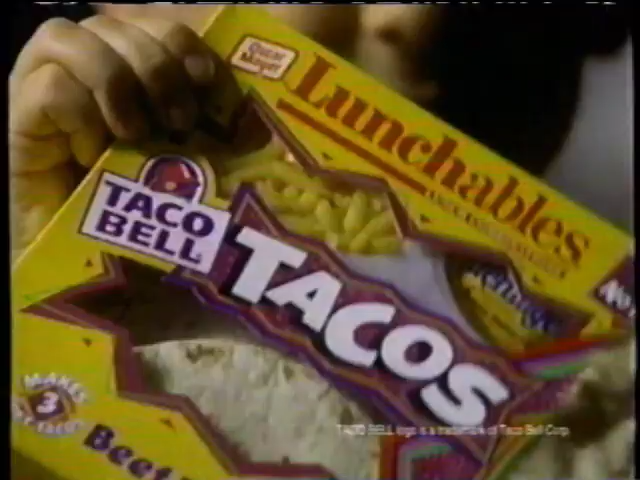 Oscar
Mayer
Lunchables
TACO
BELL
TACOS
MAKES
3
Beef
TACO BELL logo is a trademark of Taco Bell Corp.